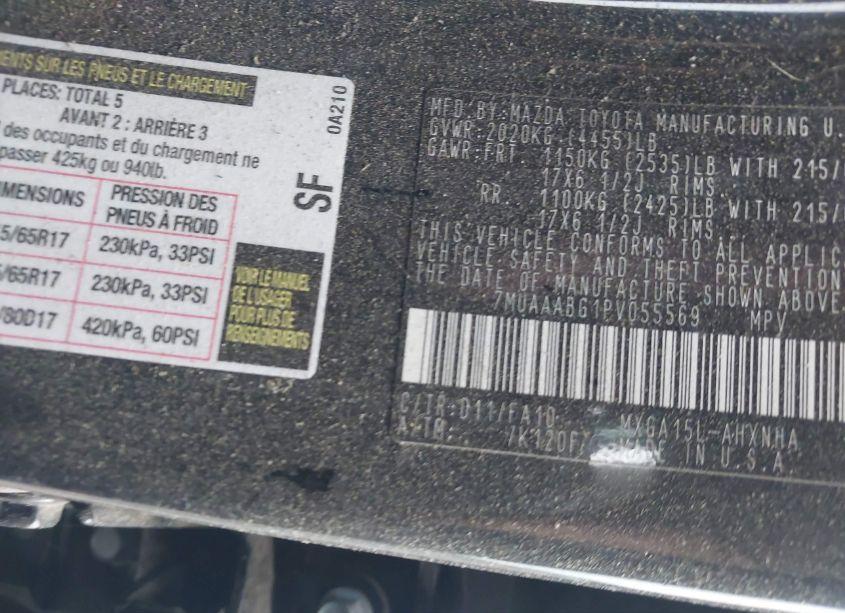 MENTS SUR LES PNEUS ET LE CHARGEMENT
PLACES: TOTAL 5
AVANT 2 : ARRIÈRE 3
des occupants et du chargement ne
passer 425kg ou 940lb.
DIMENSIONS
PRESSION DES
PNEUS À FROID
5/65R17
230kPa, 33PSI
/65R17
230kPa, 33PSI
/80D17
420kPa, 60PSI
VOIR LE MANUEL
DE L'USAGER
POUR PLUS DE
RENSEIGNEMENTS
SF
0A210
MFD BY:MAZDA TOYOTA MANUFACTURING U.
GVWR:2020KG (4455)LB
GAWR:FRT. 1150KG (2535)LB WITH 215/
17X6 1/2J RIMS.
RR. 1100KG (2425)LB WITH 215/
17X6 1/2J RIMS.
THIS VEHICLE CONFORMS TO ALL APPLIC
VEHICLE SAFETY AND THEFT PREVENTION
THE DATE OF MANUFACTURE SHOWN ABOVE.
7MUAAABG1PV055569 MPV
C/TR:D11/FA10 MXGA15L-AHXNHA
A/TM: /K120F MADE IN U.S.A